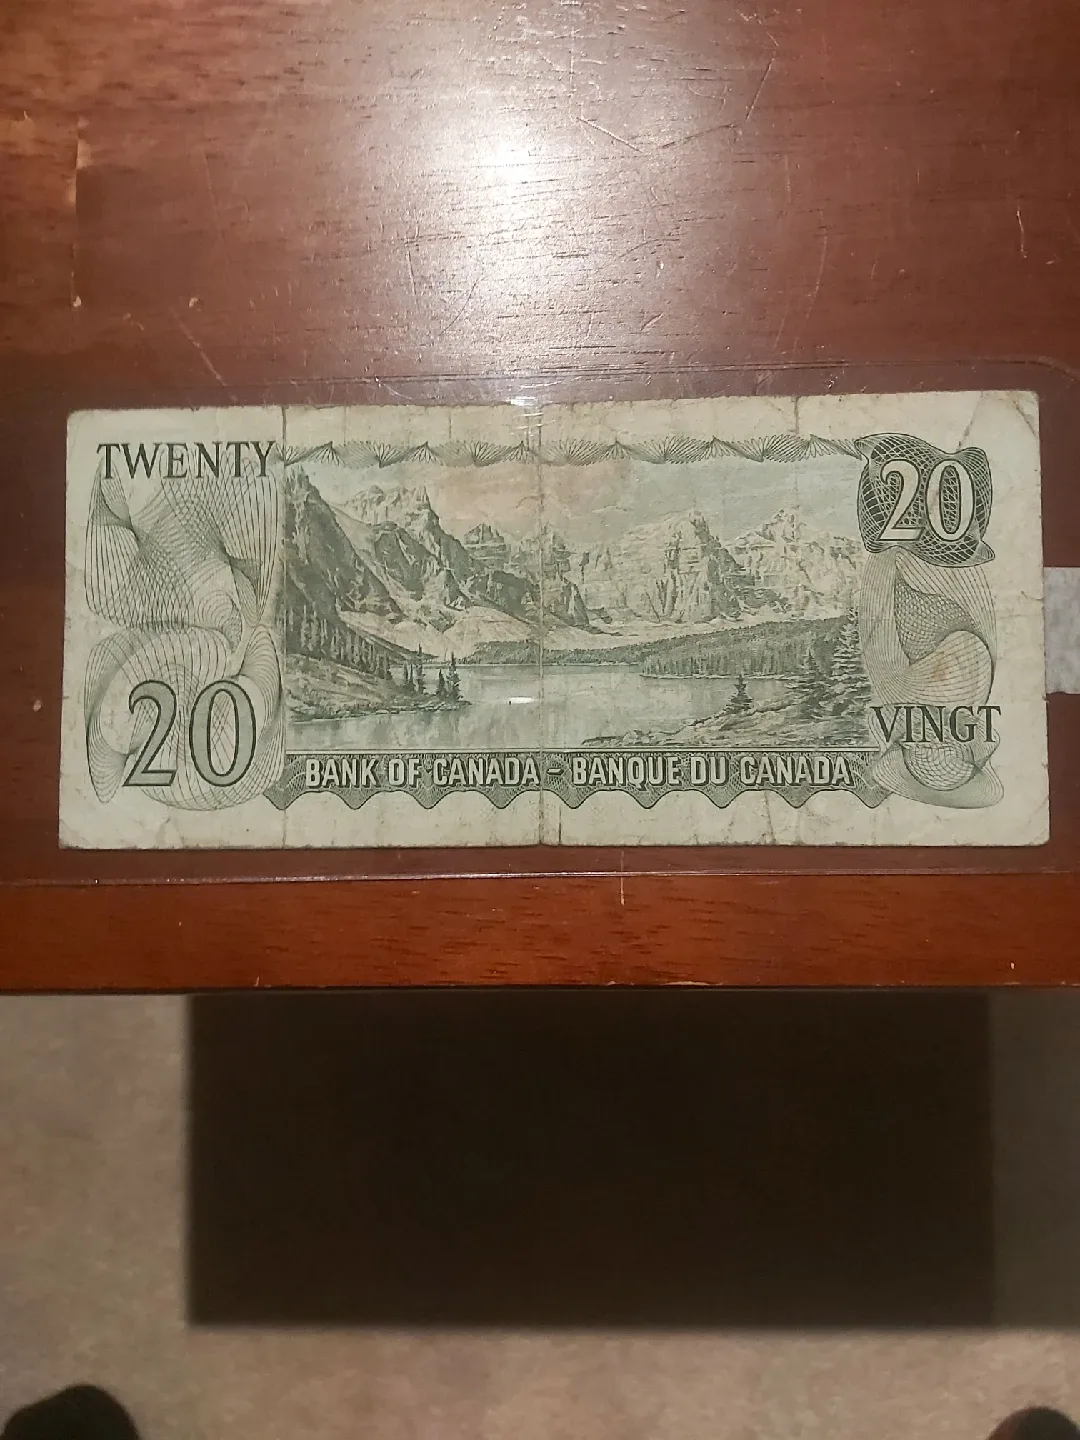 TWENTY
20
20
BANK OF CANADA - BANQUE DU CANADA
VINGT